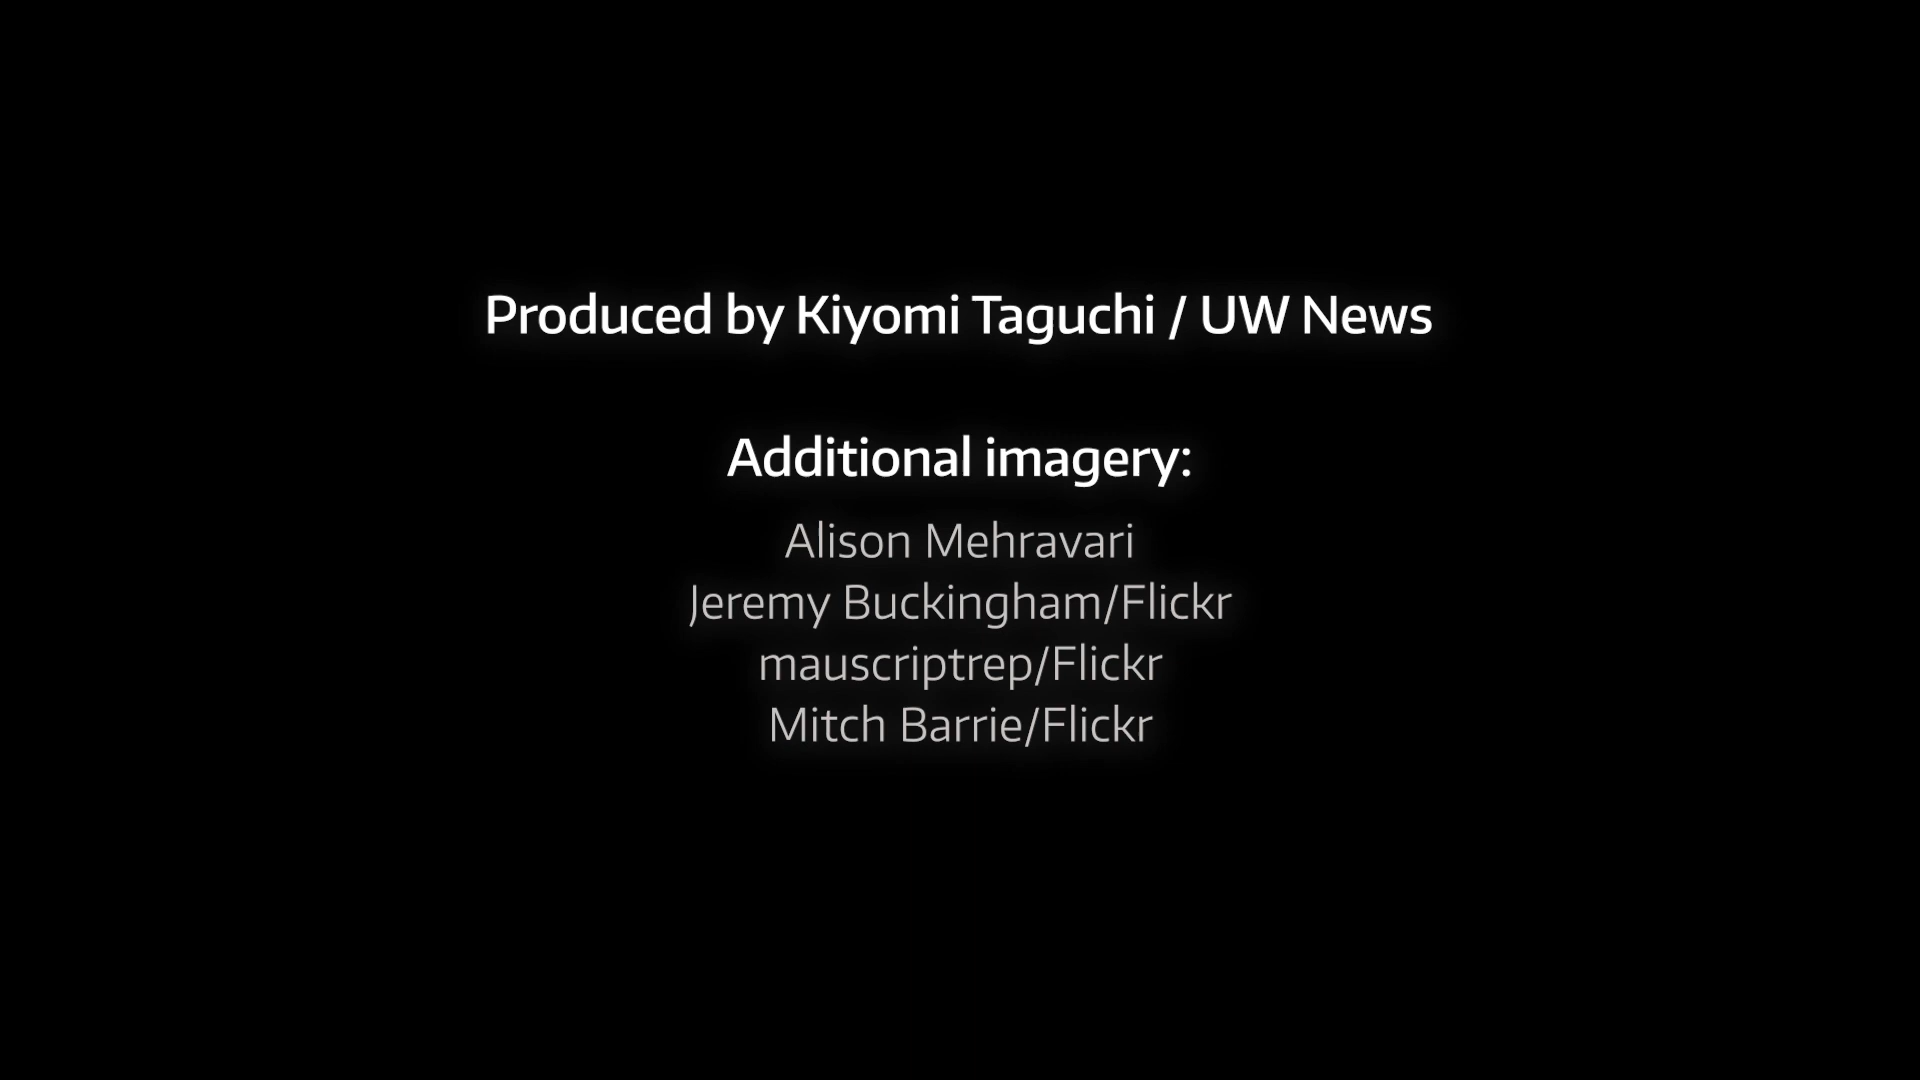 Produced by Kiyomi Taguchi / UW News
Additional imagery:
Alison Mehravari
Jeremy Buckingham/Flickr
mauscriptrep/Flickr
Mitch Barrie/Flickr